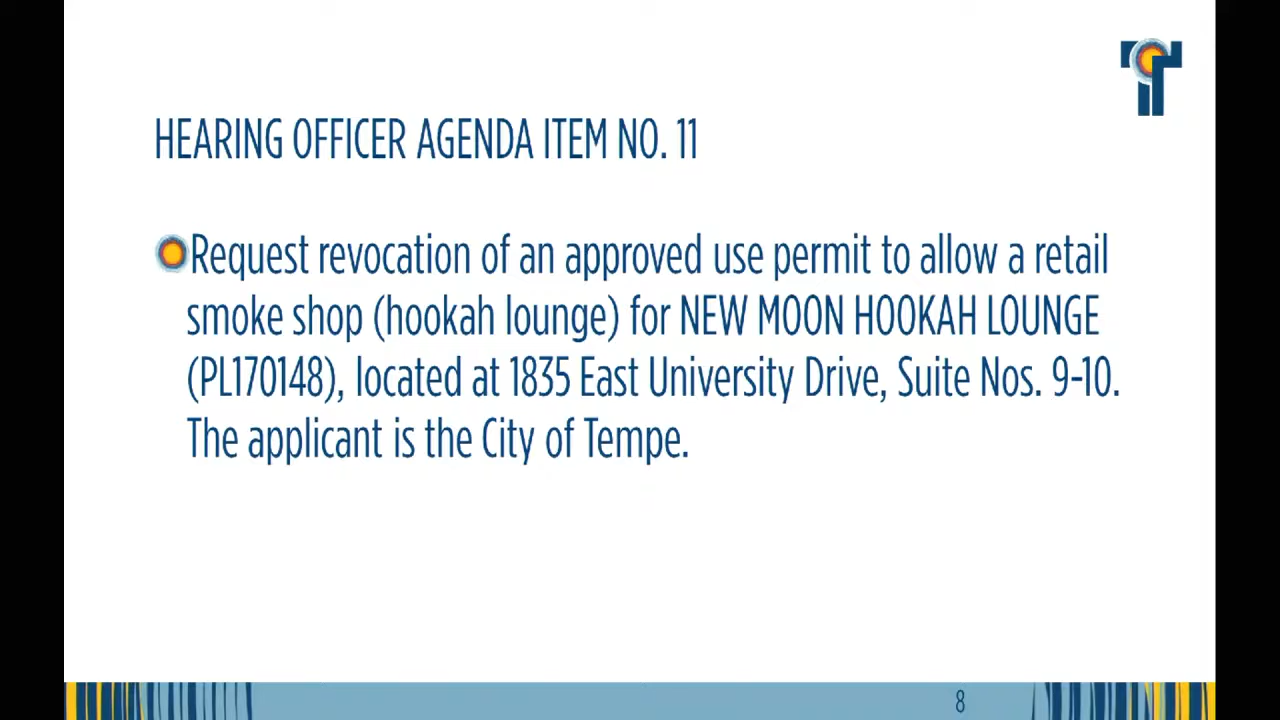 HEARING OFFICER AGENDA ITEM NO. 11
Request revocation of an approved use permit to allow a retail
smoke shop (hookah lounge) for NEW MOON HOOKAH LOUNGE
(PL170148), located at 1835 East University Drive, Suite Nos. 9-10.
The applicant is the City of Tempe.
8